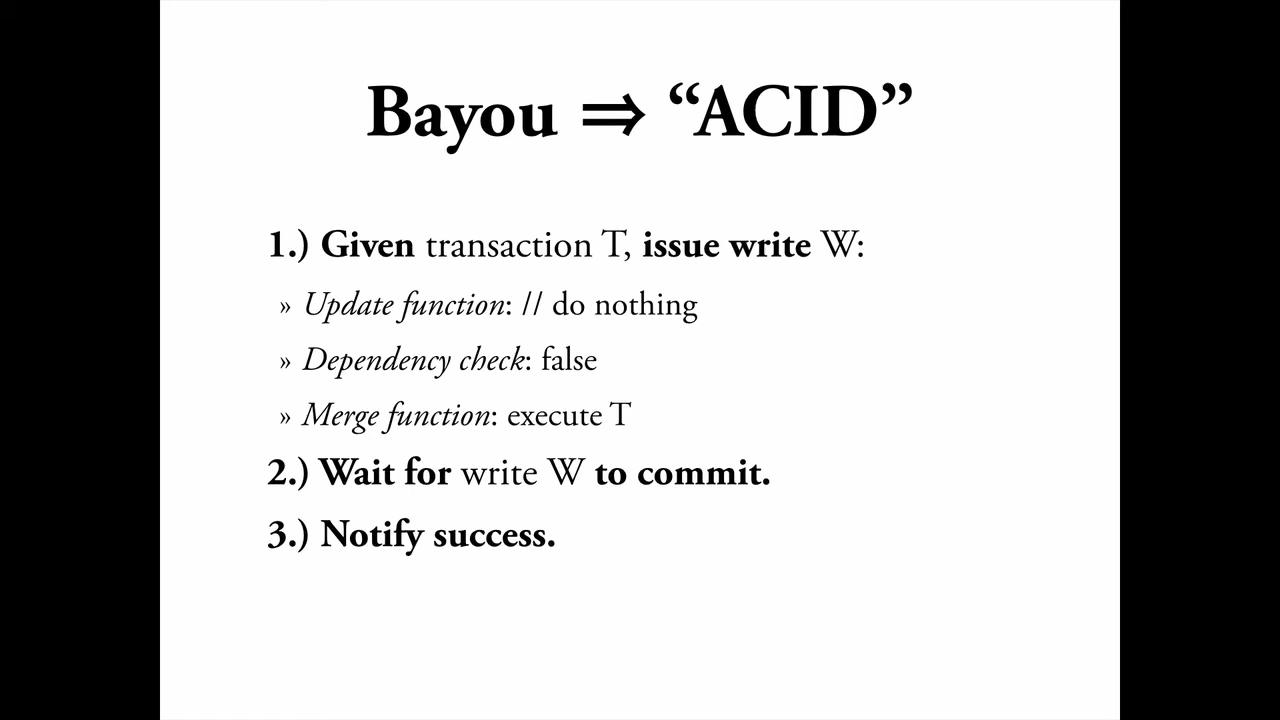 Bayou ⇒ “ACID”
1.) Given transaction T, issue write W:
» Update function: // do nothing
» Dependency check: false
» Merge function: execute T
2.) Wait for write W to commit.
3.) Notify success.